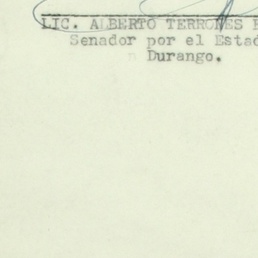 LIC. ALBERTO TERRONES
Senador por el Estad
Durango.